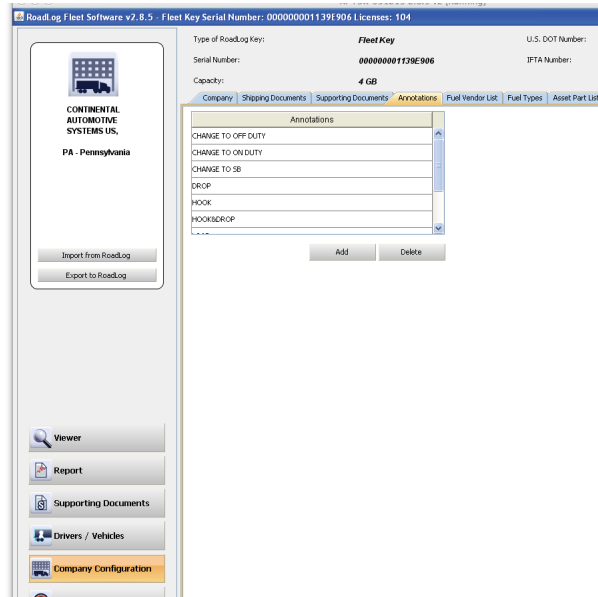 RoadLog Fleet Software v2.8.5 - Fleet Key Serial Number: 000000001139E906 Licenses: 104
CONTINENTAL
AUTOMOTIVE
SYSTEMS US,
PA - Pennsylvania
Import from RoadLog
Export to RoadLog
Viewer
Report
Supporting Documents
Drivers / Vehicles
Company Configuration
Type of RoadLog Key: Fleet Key U.S. DOT Number:
Serial Number: 000000001139E906 IFTA Number:
Capacity: 4 GB
Company Shipping Documents Supporting Documents Annotations Fuel Vendor List Fuel Types Asset Part List
Annotations
CHANGE TO OFF DUTY
CHANGE TO ON DUTY
CHANGE TO SB
DROP
HOOK
HOOK&DROP
Add Delete